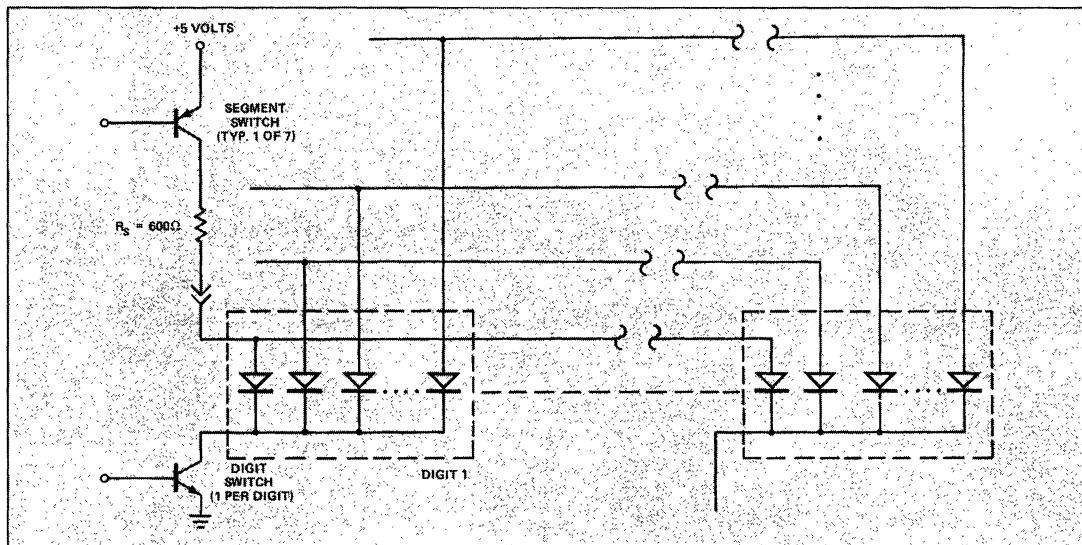 +5 VOLTS
SEGMENT
SWITCH
(TYP. 1 OF 7)
R_S = 600Ω
DIGIT
SWITCH
(1 PER DIGIT)
DIGIT 1